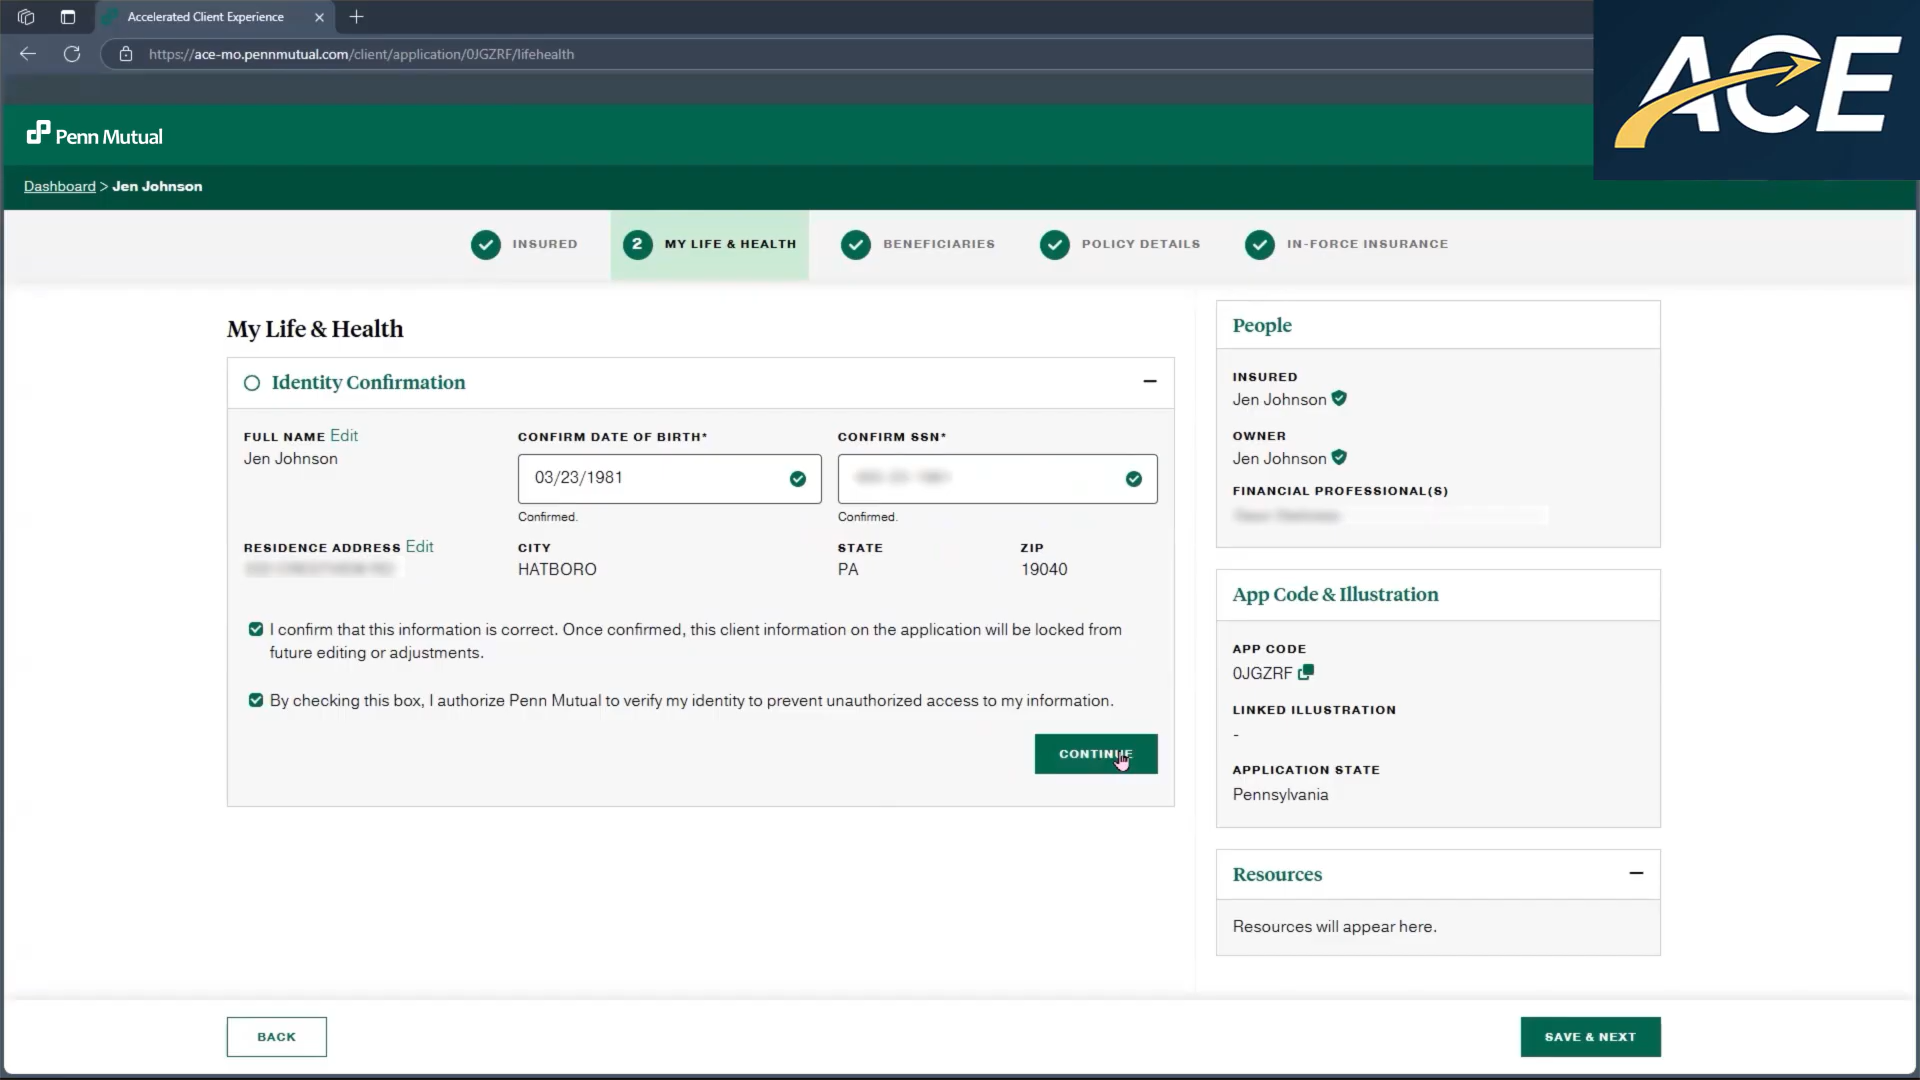 Accelerated Client Experience
https://ace-mo.pennmutual.com/client/application/0JGZRF/lifehealth
ACE
Penn Mutual
Dashboard > Jen Johnson
INSURED
2 MY LIFE & HEALTH
BENEFICIARIES
POLICY DETAILS
IN-FORCE INSURANCE
My Life & Health
Identity Confirmation
FULL NAME Edit
Jen Johnson
CONFIRM DATE OF BIRTH*
03/23/1981
Confirmed.
CONFIRM SSN*
Confirmed.
RESIDENCE ADDRESS Edit
CITY
HATBORO
STATE
PA
ZIP
19040
I confirm that this information is correct. Once confirmed, this client information on the application will be locked from
future editing or adjustments.
By checking this box, I authorize Penn Mutual to verify my identity to prevent unauthorized access to my information.
CONTINUE
People
INSURED
Jen Johnson
OWNER
Jen Johnson
FINANCIAL PROFESSIONAL(S)
App Code & Illustration
APP CODE
0JGZRF
LINKED ILLUSTRATION
-
APPLICATION STATE
Pennsylvania
Resources
Resources will appear here.
BACK
SAVE & NEXT